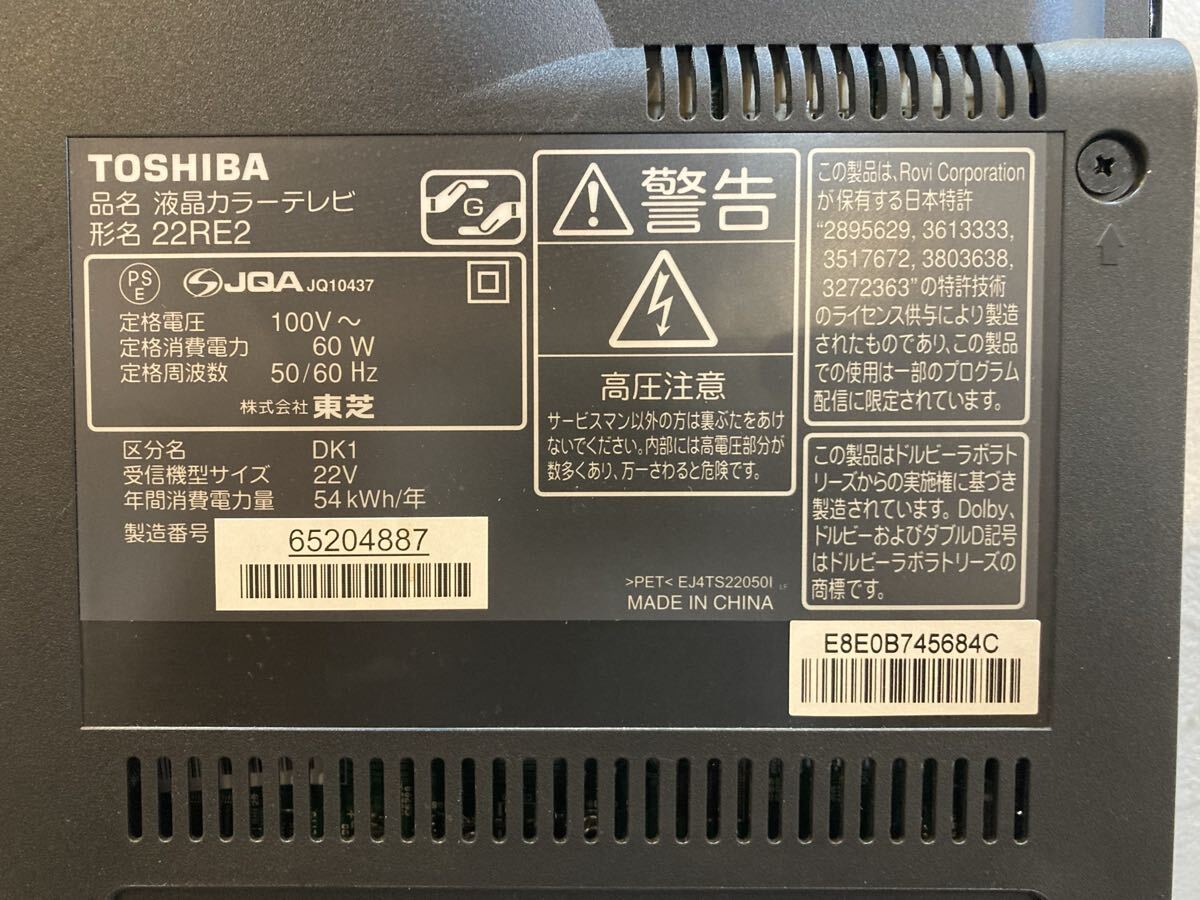 TOSHIBA
品名 液晶カラーテレビ
形名 22RE2
G
PS
E
JQA JQ10437
定格電圧 100V～
定格消費電力 60 W
定格周波数 50/60 Hz
株式会社 東芝
区分名 DK1
受信機型サイズ 22V
年間消費電力量 54 kWh/年
製造番号 65204887
警告
高圧注意
サービスマン以外の方は裏ぶたをあけ
ないでください。内部には高電圧部分が
数多くあり、万一さわると危険です。
>PET< EJ4TS22050I LF
MADE IN CHINA
この製品は、Rovi Corporation
が保有する日本特許
“2895629, 3613333,
3517672, 3803638,
3272363”の特許技術
のライセンス供与により製造
されたものであり、この製品
での使用は一部のプログラム
配信に限定されています。
この製品はドルビーラボラト
リーズからの実施権に基づき
製造されています。Dolby、
ドルビーおよびダブルD記号
はドルビーラボラトリーズの
商標です。
E8E0B745684C